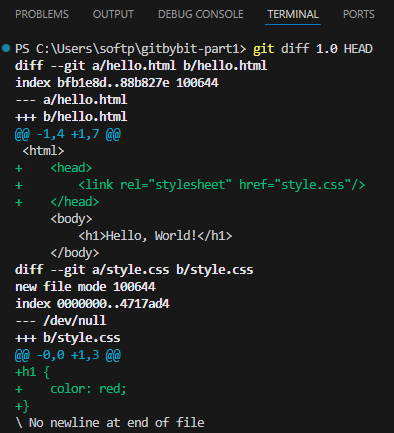 PROBLEMS OUTPUT DEBUG CONSOLE TERMINAL PORTS
PS C:\Users\softp\gitbybit-part1> git diff 1.0 HEAD
diff --git a/hello.html b/hello.html
index bfb1e8d..88b827e 100644
--- a/hello.html
+++ b/hello.html
@@ -1,4 +1,7 @@
 <html>
+    <head>
+        <link rel="stylesheet" href="style.css"/>
+    </head>
     <body>
         <h1>Hello, World!</h1>
     </body>
diff --git a/style.css b/style.css
new file mode 100644
index 0000000..4717ad4
--- /dev/null
+++ b/style.css
@@ -0,0 +1,3 @@
+h1 {
+    color: red;
+}
\ No newline at end of file